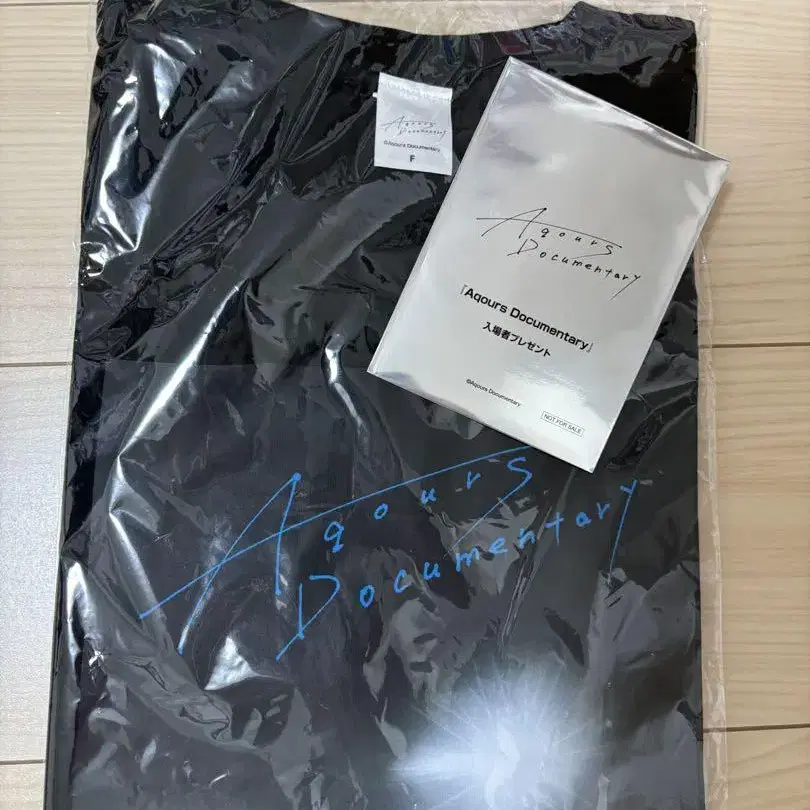 Aqours
Documentary
©Aqours Documentary
F
Aqours
Documentary
『Aqours Documentary』
入場者プレゼント
©Aqours Documentary
NOT FOR SALE
Aqours
Documentary